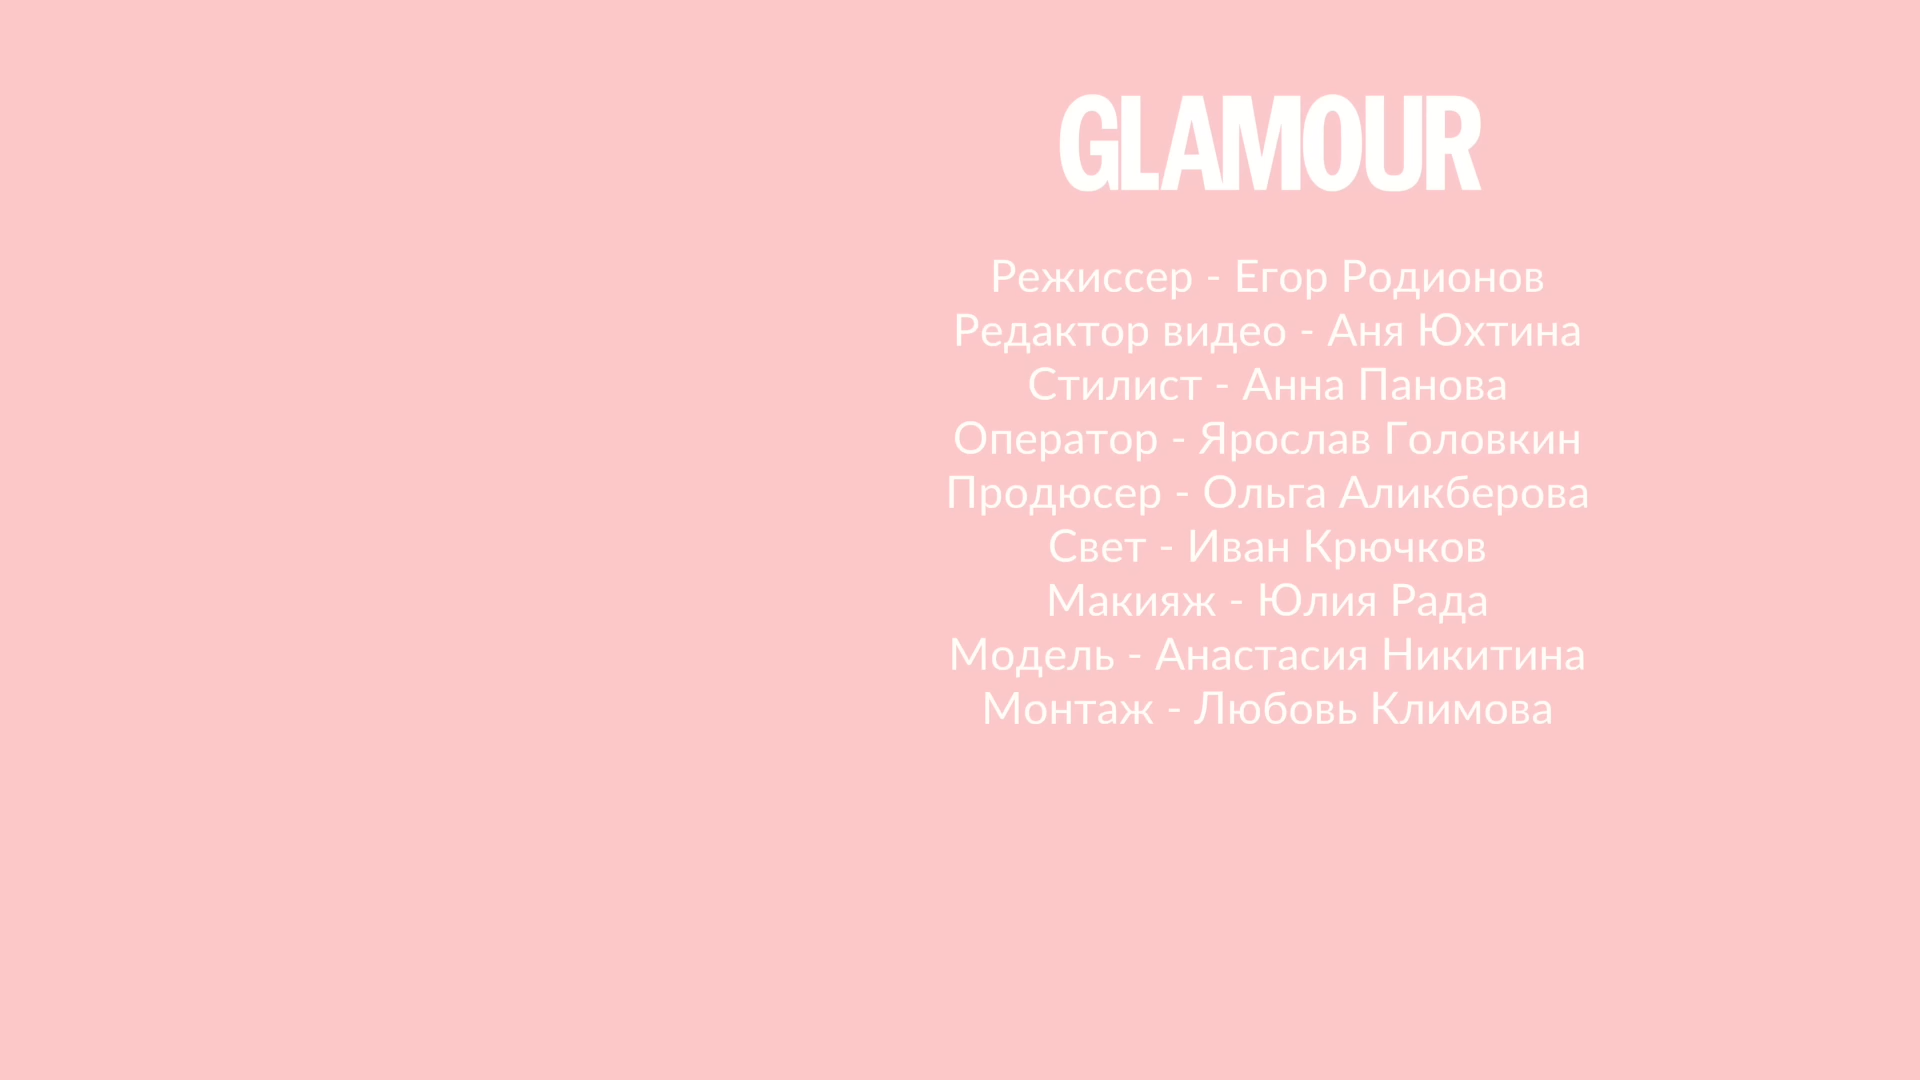 GLAMOUR
Режиссер - Егор Родионов
Редактор видео - Аня Юхтина
Стилист - Анна Панова
Оператор - Ярослав Головкин
Продюсер - Ольга Аликберова
Свет - Иван Крючков
Макияж - Юлия Рада
Модель - Анастасия Никитина
Монтаж - Любовь Климова